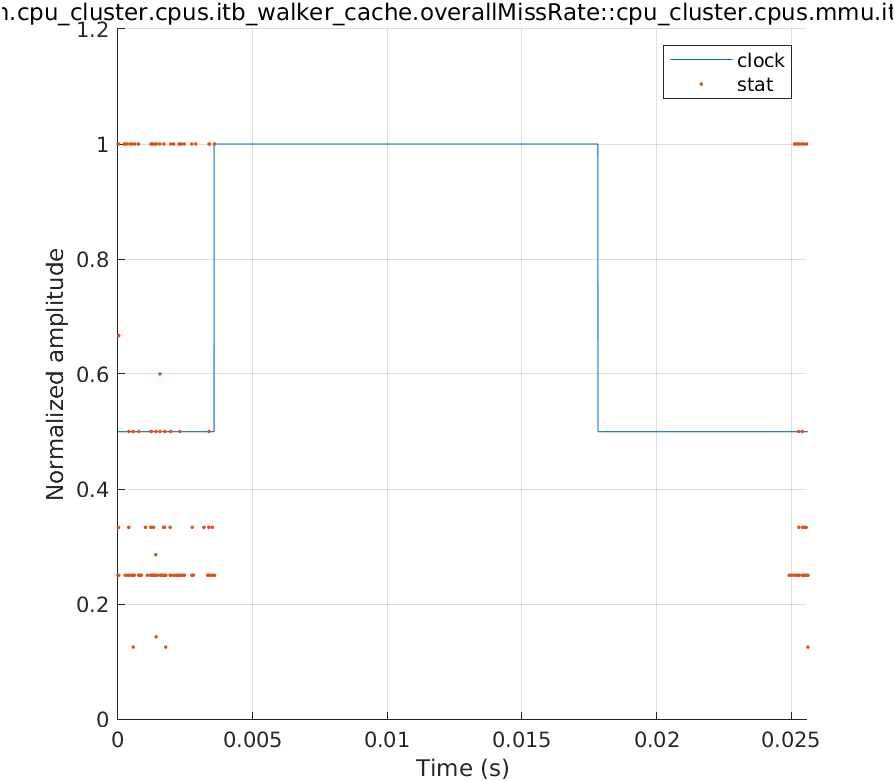 .cpu_cluster.cpus.itb_walker_cache.overallMissRate::cpu_cluster.cpus.mmu.it
1.2
clock
stat
1
0.8
Normalized amplitude
0.6
0.4
0.2
0
0 0.005 0.01 0.015 0.02 0.025
Time (s)